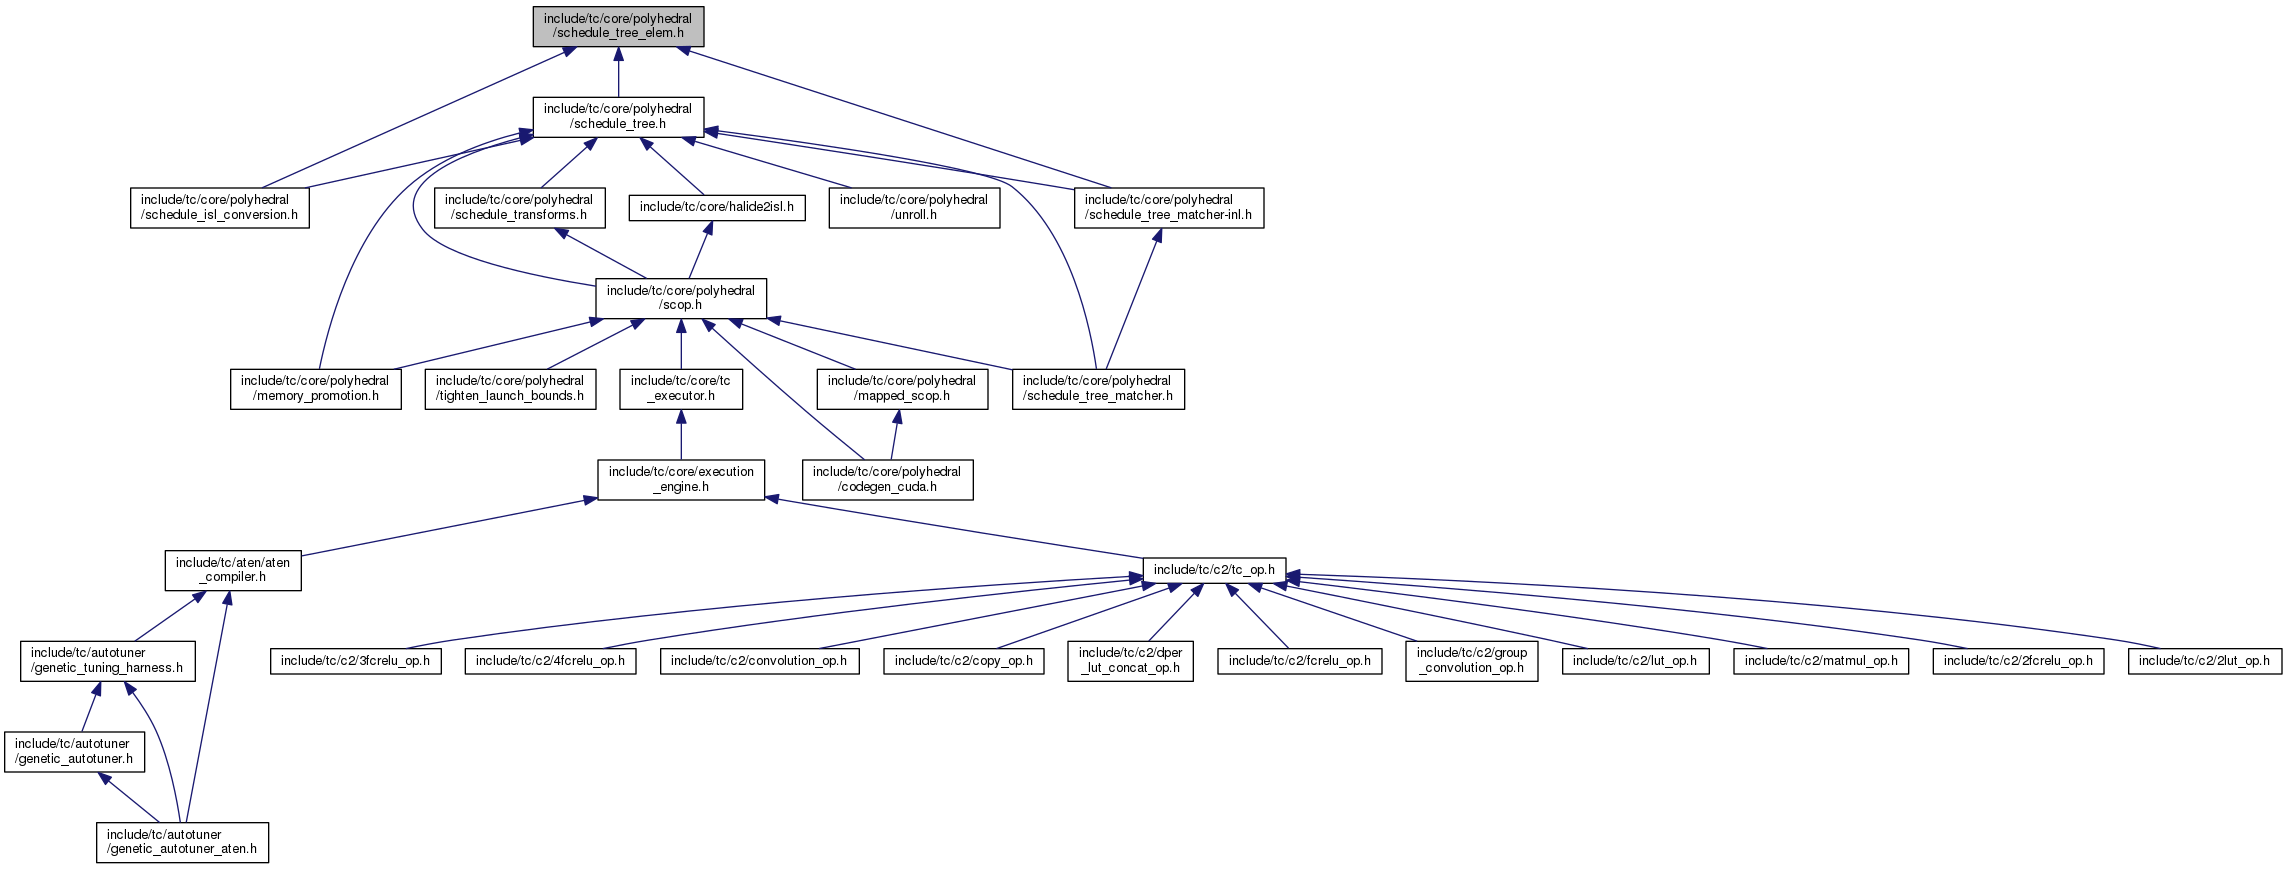 include/tc/core/polyhedral
/schedule_tree_elem.h
include/tc/core/polyhedral
/schedule_tree.h
include/tc/core/polyhedral
/schedule_isl_conversion.h
include/tc/core/polyhedral
/schedule_transforms.h
include/tc/core/halide2isl.h
include/tc/core/polyhedral
/unroll.h
include/tc/core/polyhedral
/schedule_tree_matcher-inl.h
include/tc/core/polyhedral
/scop.h
include/tc/core/polyhedral
/memory_promotion.h
include/tc/core/polyhedral
/tighten_launch_bounds.h
include/tc/core/tc
_executor.h
include/tc/core/polyhedral
/mapped_scop.h
include/tc/core/polyhedral
/schedule_tree_matcher.h
include/tc/core/execution
_engine.h
include/tc/core/polyhedral
/codegen_cuda.h
include/tc/aten/aten
_compiler.h
include/tc/c2/tc_op.h
include/tc/autotuner
/genetic_tuning_harness.h
include/tc/c2/3fcrelu_op.h
include/tc/c2/4fcrelu_op.h
include/tc/c2/convolution_op.h
include/tc/c2/copy_op.h
include/tc/c2/dper
_lut_concat_op.h
include/tc/c2/fcrelu_op.h
include/tc/c2/group
_convolution_op.h
include/tc/c2/lut_op.h
include/tc/c2/matmul_op.h
include/tc/c2/2fcrelu_op.h
include/tc/c2/2lut_op.h
include/tc/autotuner
/genetic_autotuner.h
include/tc/autotuner
/genetic_autotuner_aten.h